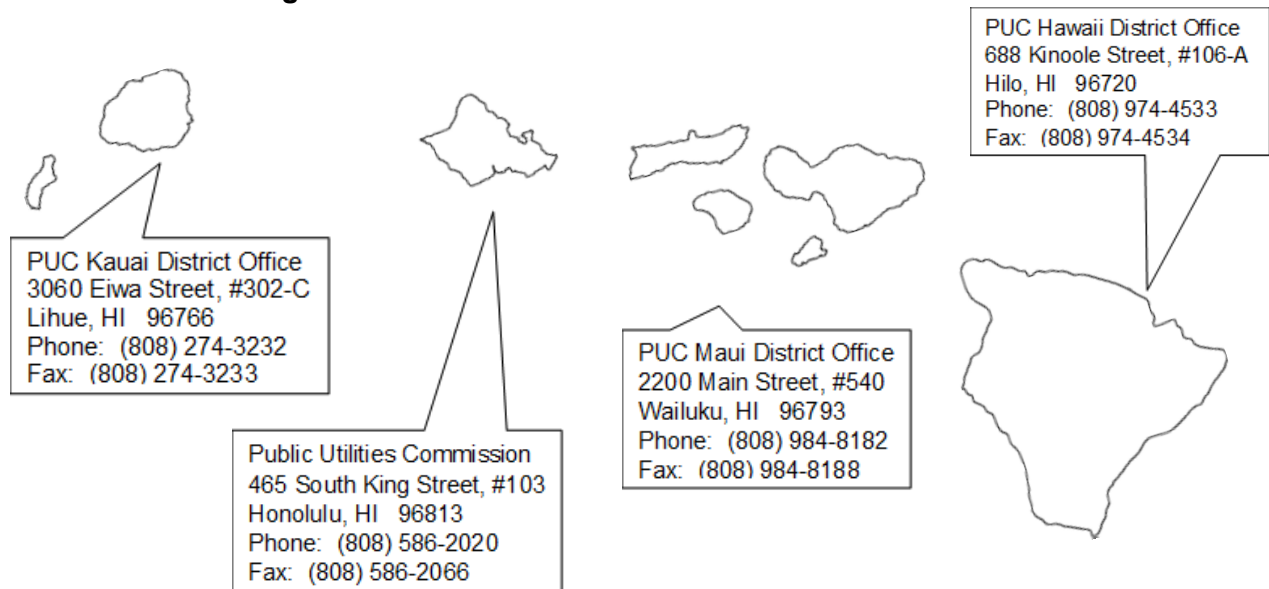 PUC Hawaii District Office
688 Kinoole Street, #106-A
Hilo, HI 96720
Phone: (808) 974-4533
Fax: (808) 974-4534
PUC Kauai District Office
3060 Eiwa Street, #302-C
Lihue, HI 96766
Phone: (808) 274-3232
Fax: (808) 274-3233
PUC Maui District Office
2200 Main Street, #540
Wailuku, HI 96793
Phone: (808) 984-8182
Fax: (808) 984-8188
Public Utilities Commission
465 South King Street, #103
Honolulu, HI 96813
Phone: (808) 586-2020
Fax: (808) 586-2066